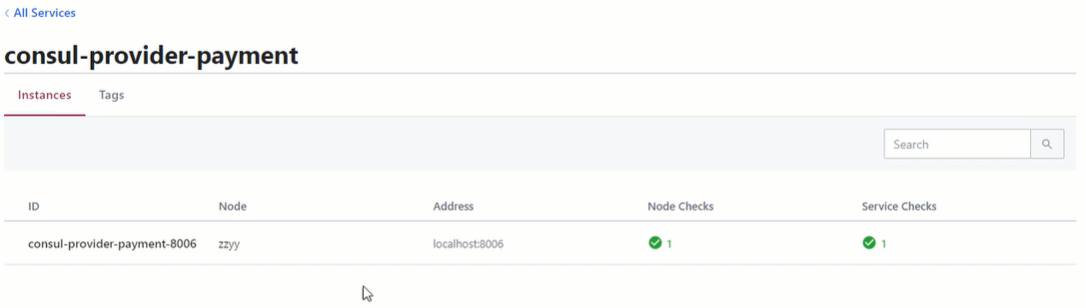 All Services
consul-provider-payment
Instances Tags
Search
ID Node Address Node Checks Service Checks
consul-provider-payment-8006 zzyy localhost:8006 1 1